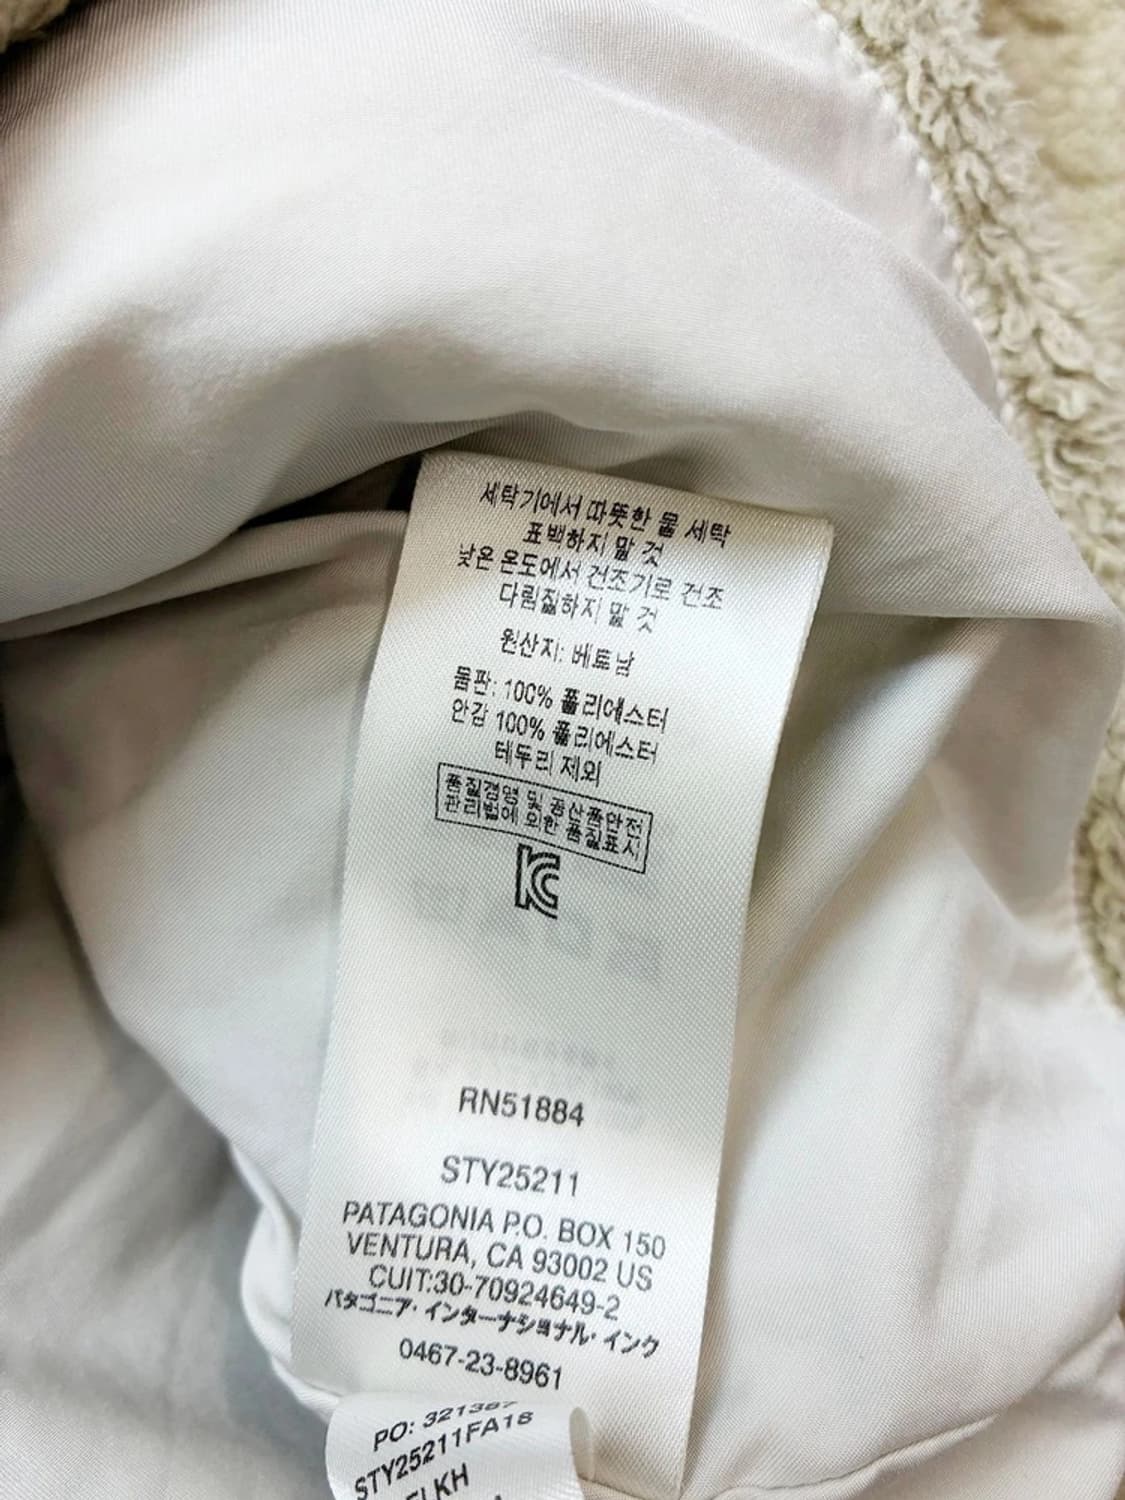 세탁기에서 따뜻한 물 세탁
표백하지 말 것
낮은 온도에서 건조기로 건조
다림질하지 말 것
원산지: 베트남
몸판: 100% 폴리에스터
안감 100% 폴리에스터
테두리 제외
품질경영 및 공산품안전
관리법에 의한 품질표시
RN51884
STY25211
PATAGONIA P.O. BOX 150
VENTURA, CA 93002 US
CUIT:30-70924649-2
パタゴニア・インターナショナル・インク
0467-23-8961
PO: 321387
STY25211FA18
ELKH